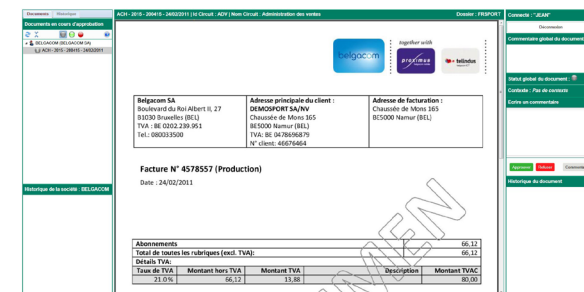 Documents Historique
ACH - 2015 - 289415 - 24/02/2011 | Id Circuit : ADV | Nom Circuit : Administration des ventes Dossier : FRSPORT
Connecté : "JEAN"
Documents en cours d'approbation
Déconnexion
BELGACOM (BELGACOM SA)
ACH - 2015 - 289415 - 24/02/2011
Commentaire global du document
together with
belgacom
proximus
telindus
Statut global du document :
Contexte : Pas de contexte
Ecrire un commentaire
Belgacom SA
Boulevard du Roi Albert II, 27
B1030 Bruxelles (BEL)
TVA : BE 0202.239.951
Tel.: 080033500
Adresse principale du client :
DEMOSPORT SA/NV
Chaussée de Mons 165
BE5000 Namur (BEL)
TVA: BE 0478696879
N° client: 46676464
Adresse de facturation :
Chaussée de Mons 165
BE5000 Namur (BEL)
Facture N° 4578557 (Production)
Date : 24/02/2011
Approuver Refuser Commenter
Historique du document
Historique de la société : BELGACOM
Abonnements 66,12
Total de toutes les rubriques (excl. TVA): 66,12
Détails TVA:
Taux de TVA Montant hors TVA Montant TVA Description Montant TVAC
21.0 % 66,12 13,88 80,00
IMEN